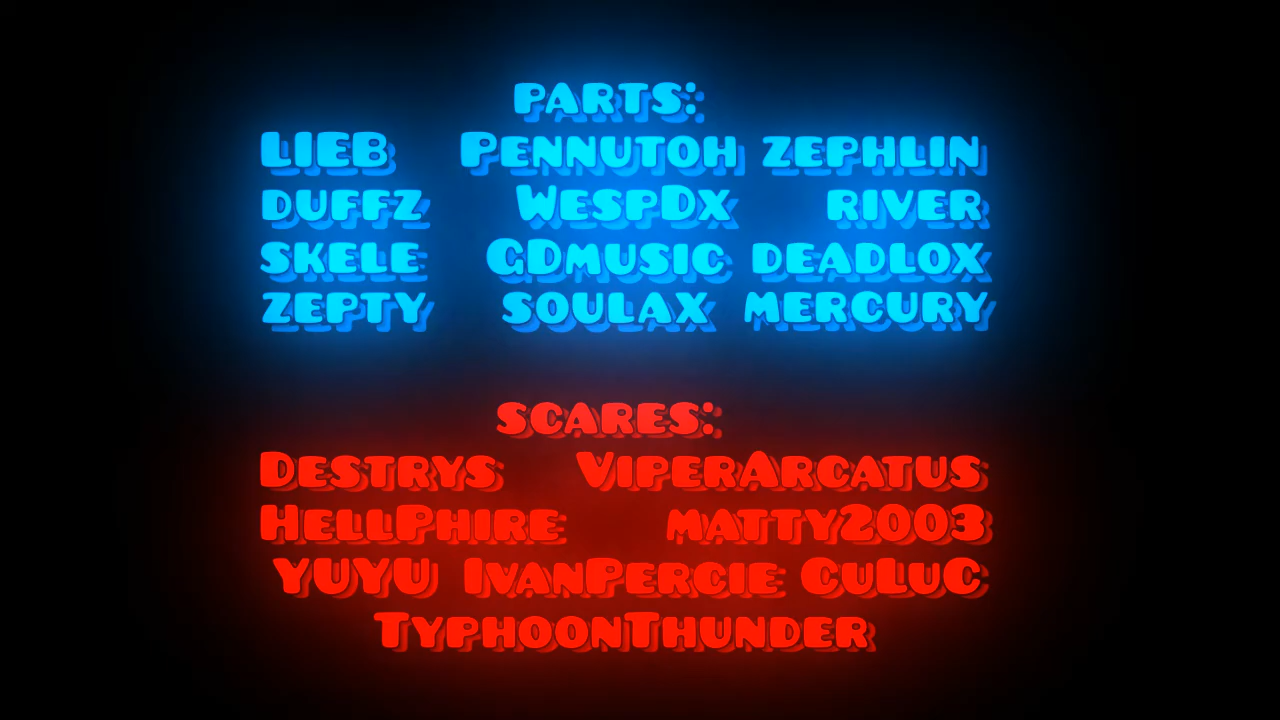 PARTS:
LIEB PENNUTOH ZEPHLIN
DUFFZ WESPDX RIVER
SKELE GDMUSIC DEADLOX
ZEPTY SOULAX MERCURY
SCARES:
DESTRYS VIPERARCATUS
HELLPHIRE MATTY2003
YUYU IVANPERCIE CULUC
TYPHOONTHUNDER